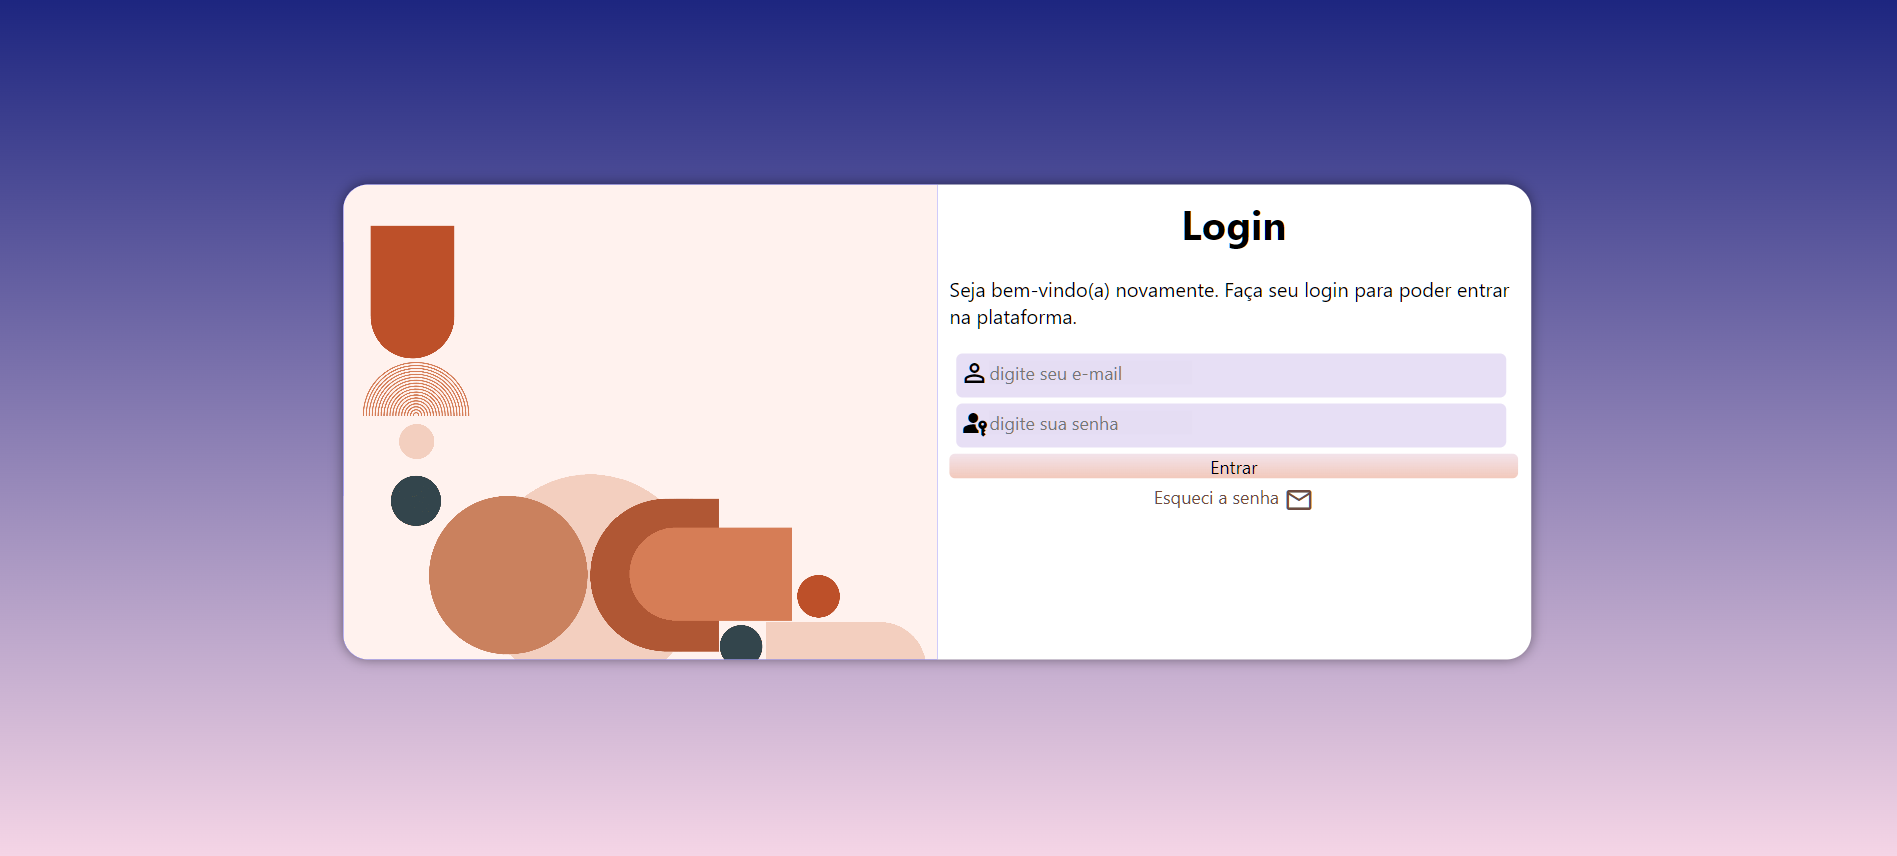 Login
Seja bem-vindo(a) novamente. Faça seu login para poder entrar
na plataforma.
digite seu e-mail
digite sua senha
Entrar
Esqueci a senha